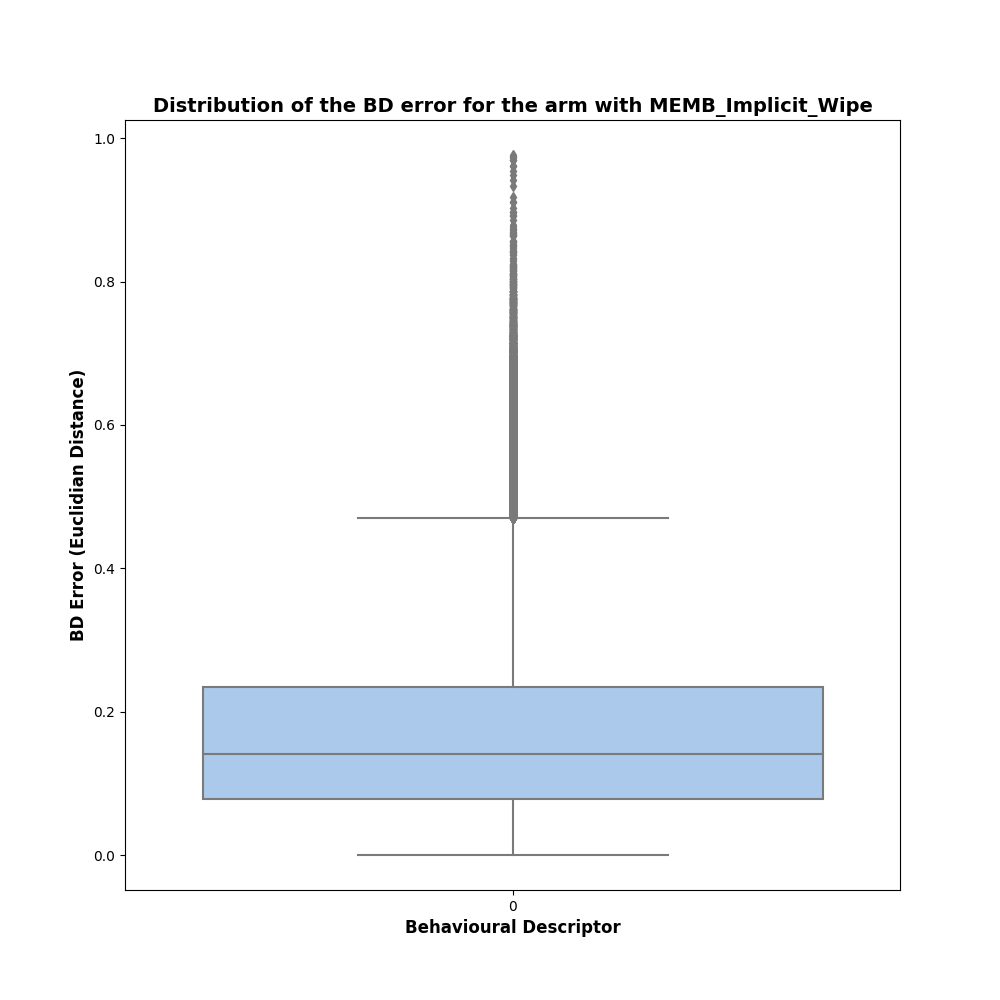 Distribution of the BD error for the arm with MEMB_Implicit_Wipe
1.0
0.8
0.6
0.4
0.2
0.0
BD Error (Euclidian Distance)
0
Behavioural Descriptor